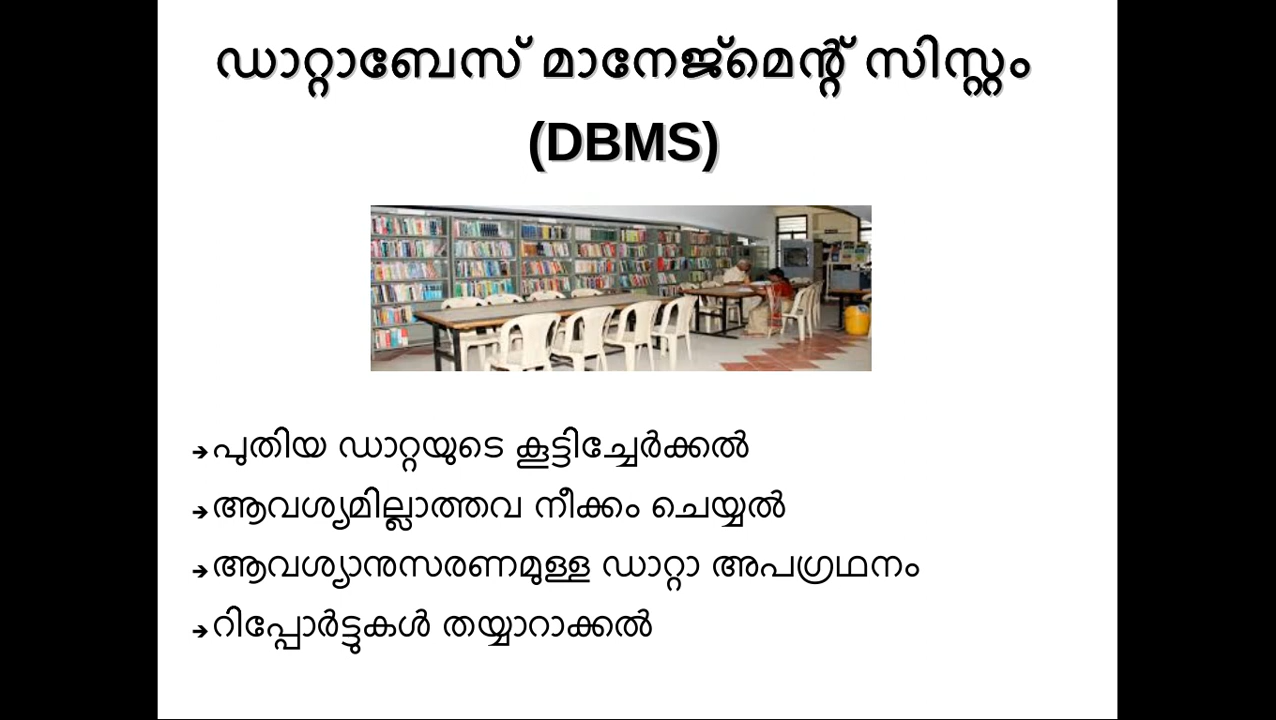 ഡാറ്റാബേസ് മാനേജ്മെന്റ് സിസ്റ്റം
(DBMS)
➔പുതിയ ഡാറ്റയുടെ കൂട്ടിച്ചേർക്കൽ
➔ആവശ്യമില്ലാത്തവ നീക്കം ചെയ്യൽ
➔ആവശ്യാനുസരണമുള്ള ഡാറ്റാ അപഗ്രഥനം
➔റിപ്പോർട്ടുകൾ തയ്യാറാക്കൽ